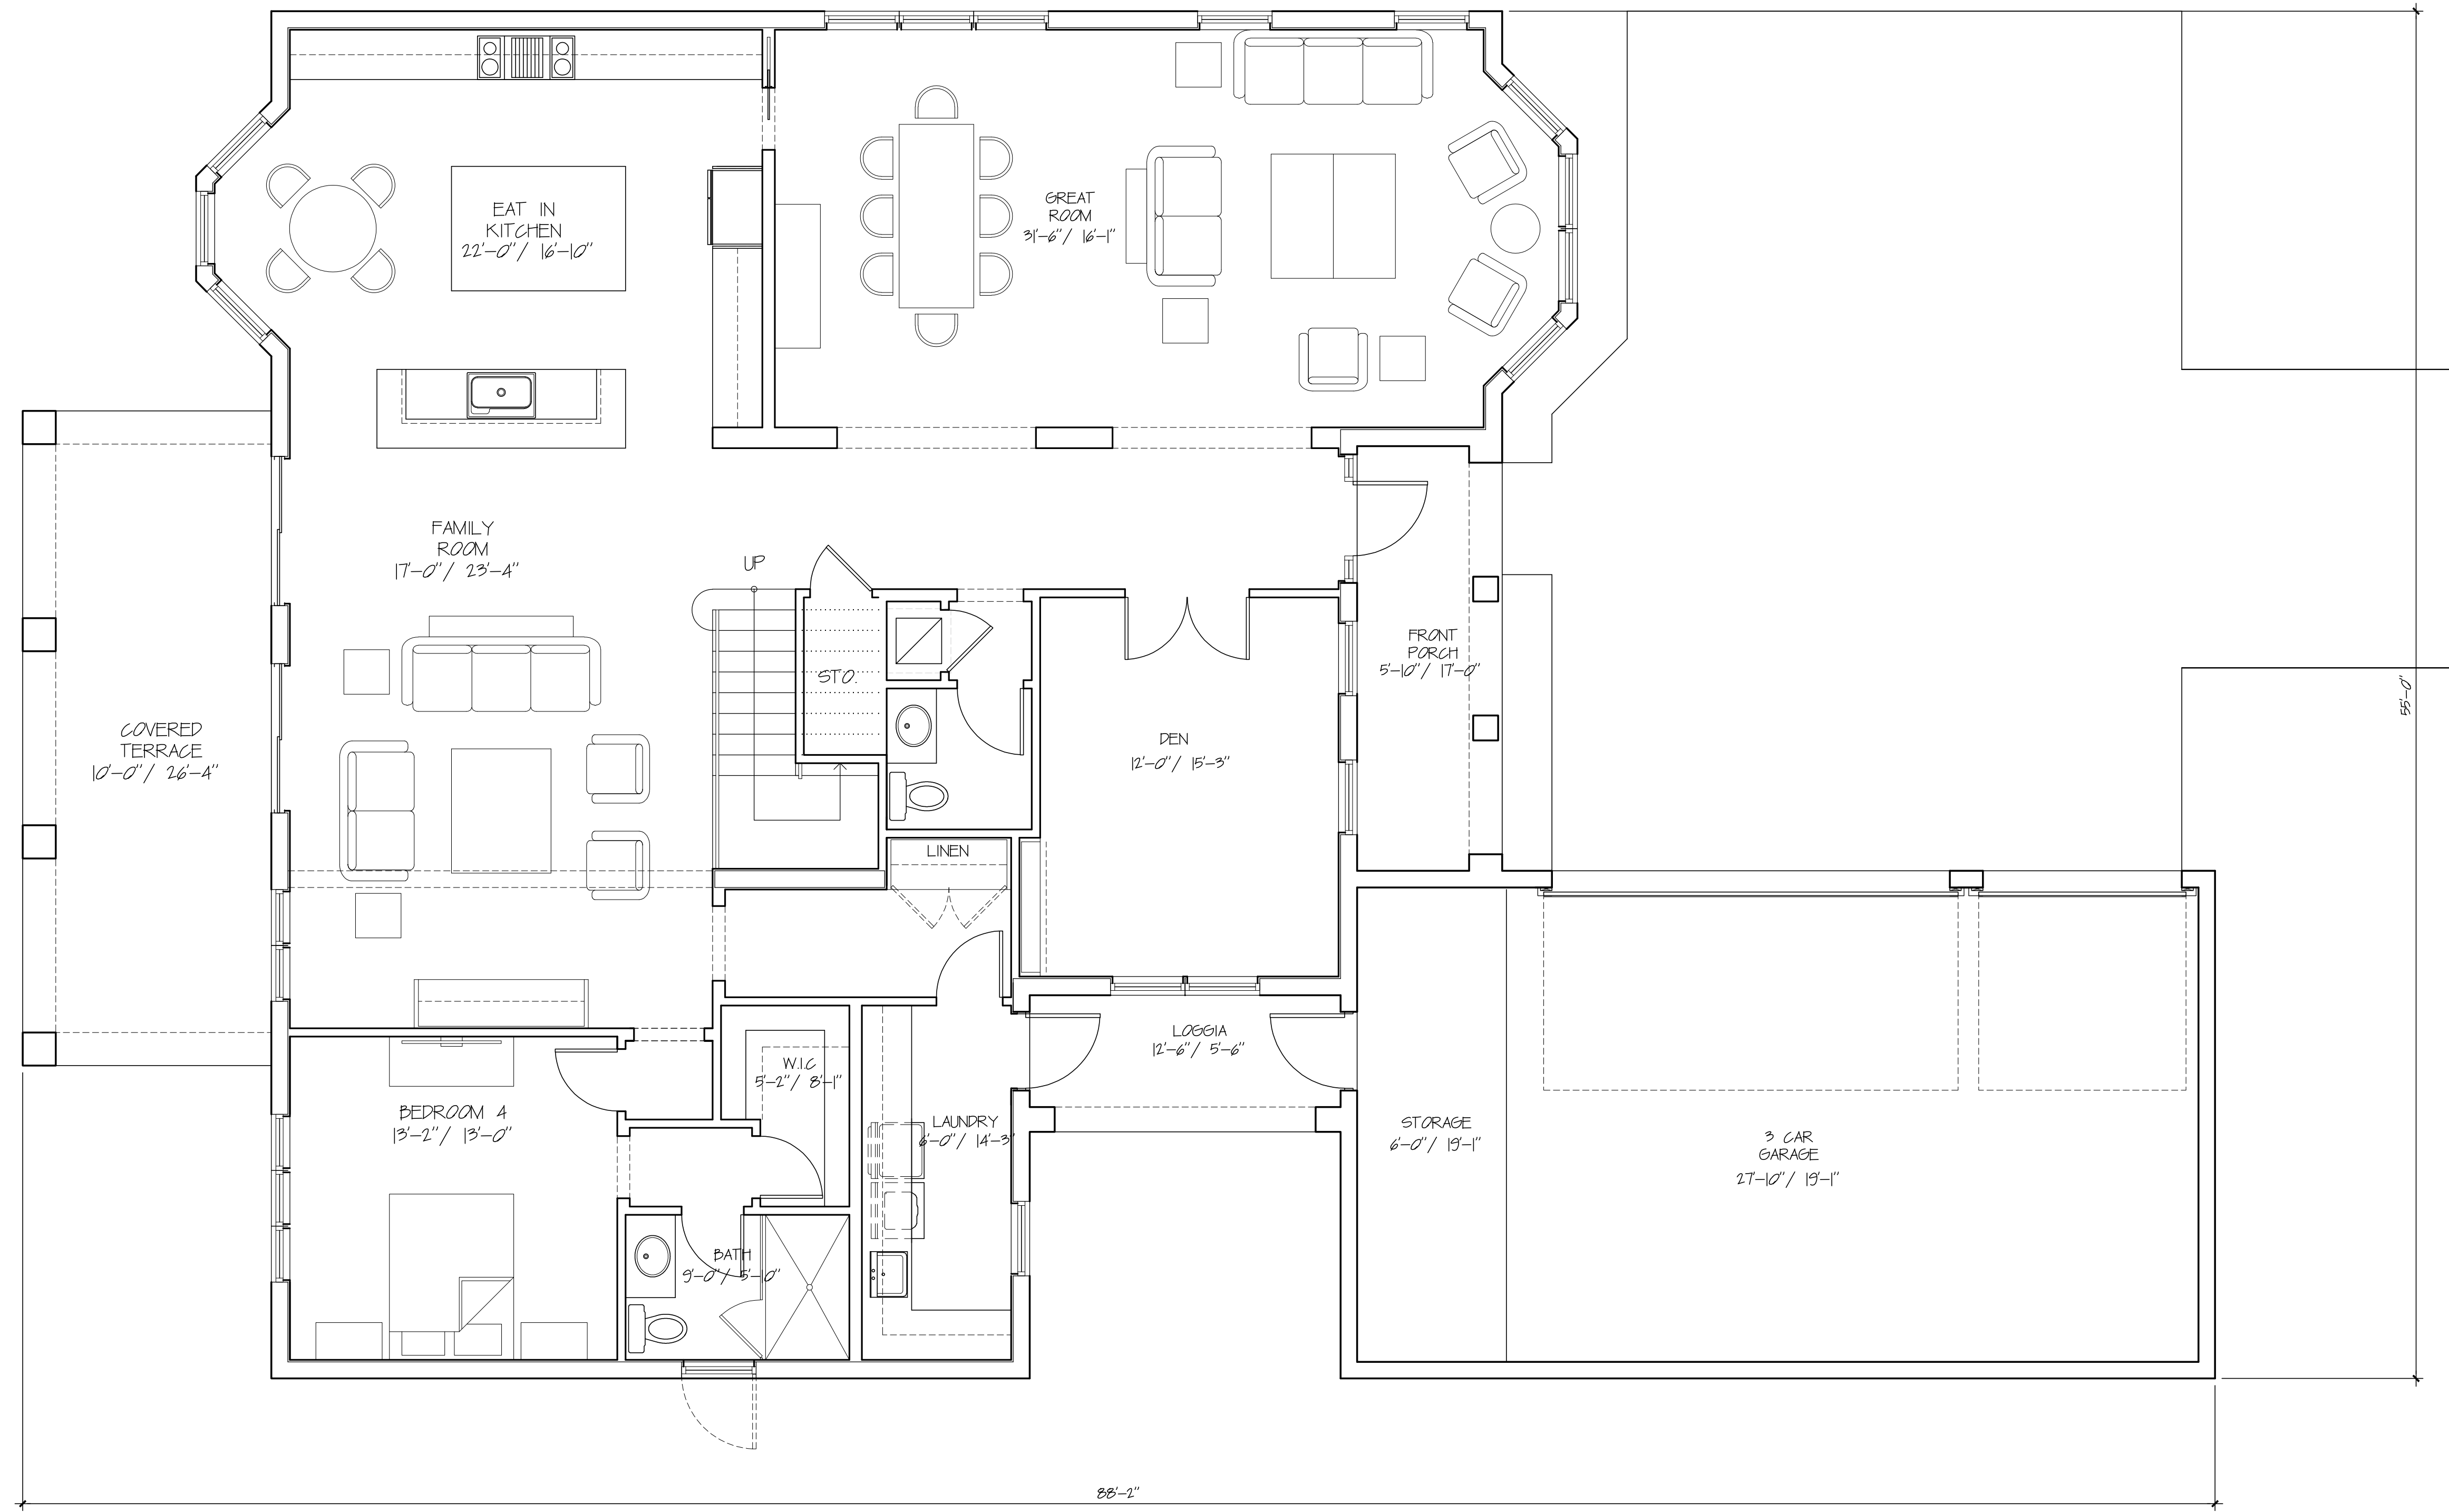 EAT IN
KITCHEN
22'-0"/ 16'-10"
GREAT
ROOM
31'-6"/ 16'-1"
FAMILY
ROOM
17'-0"/ 23'-4"
UP
STO.
FRONT
PORCH
5'-10"/ 17'-0"
55'-0"
COVERED
TERRACE
10'-0"/ 26'-4"
DEN
12'-0"/ 15'-3"
LINEN
LOGGIA
12'-6"/ 5'-6"
W.I.C
5'-2"/ 8'-1"
BEDROOM 4
13'-2"/ 13'-0"
LAUNDRY
6'-0"/ 14'-3"
STORAGE
6'-0"/ 19'-1"
3 CAR
GARAGE
27'-10"/ 19'-1"
BATH
9'-0"/ 5'-10"
88'-2"